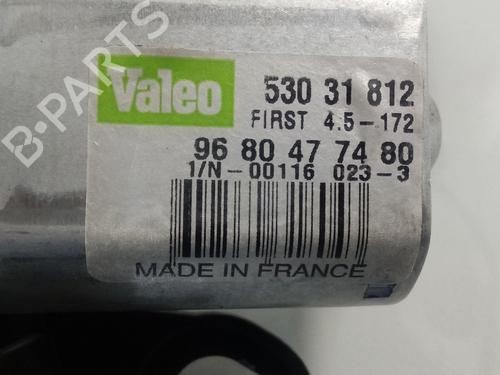 B-PARTS
Valeo
530 31 812
FIRST 4.5-172
96 80 47 74 80
1/N-00116 023-3
MADE IN FRANCE